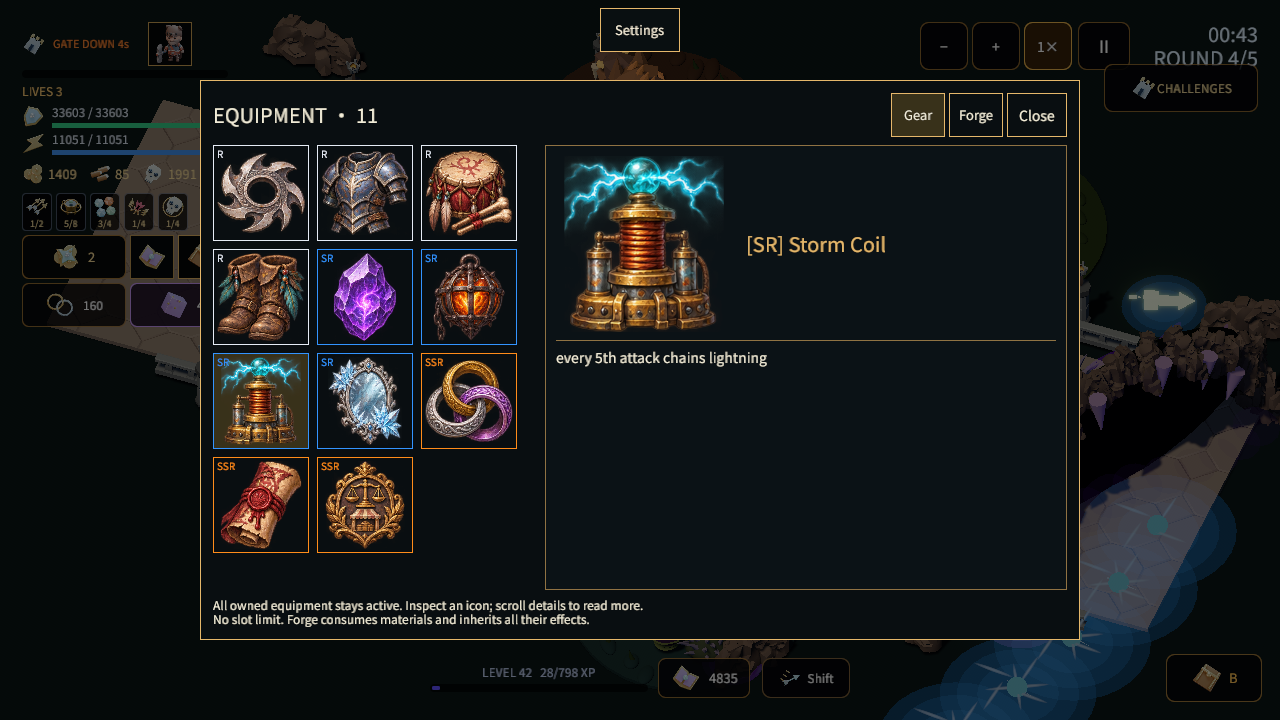 Settings
GATE DOWN 4s
00:43
ROUND 4/5
− + 1×
CHALLENGES
LIVES 3
33603 / 33603
11051 / 11051
1409 85 1991
1/2 5/8 3/4 1/4 1/4
2
160
EQUIPMENT • 11
Gear Forge Close
R R R
R SR SR
SR SR SSR
SSR SSR
[SR] Storm Coil
every 5th attack chains lightning
All owned equipment stays active. Inspect an icon; scroll details to read more.
No slot limit. Forge consumes materials and inherits all their effects.
LEVEL 42 28/798 XP
4835
Shift
B